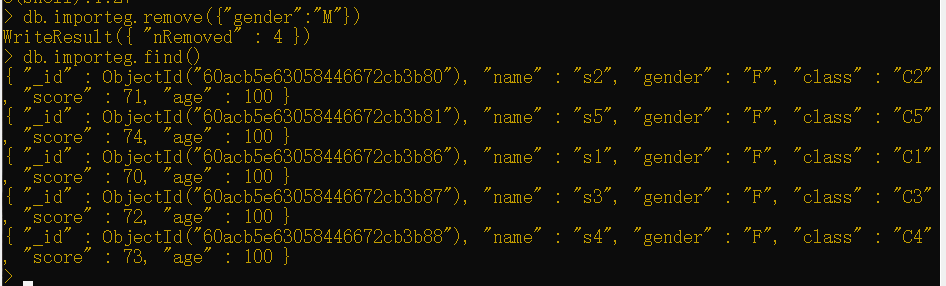 > db.importeg.remove({"gender":"M"})
WriteResult({ "nRemoved" : 4 })
> db.importeg.find()
{ "_id" : ObjectId("60acb5e63058446672cb3b80"), "name" : "s2", "gender" : "F", "class" : "C2"
, "score" : 71, "age" : 100 }
{ "_id" : ObjectId("60acb5e63058446672cb3b81"), "name" : "s5", "gender" : "F", "class" : "C5"
, "score" : 74, "age" : 100 }
{ "_id" : ObjectId("60acb5e63058446672cb3b86"), "name" : "s1", "gender" : "F", "class" : "C1"
, "score" : 70, "age" : 100 }
{ "_id" : ObjectId("60acb5e63058446672cb3b87"), "name" : "s3", "gender" : "F", "class" : "C3"
, "score" : 72, "age" : 100 }
{ "_id" : ObjectId("60acb5e63058446672cb3b88"), "name" : "s4", "gender" : "F", "class" : "C4"
, "score" : 73, "age" : 100 }
>